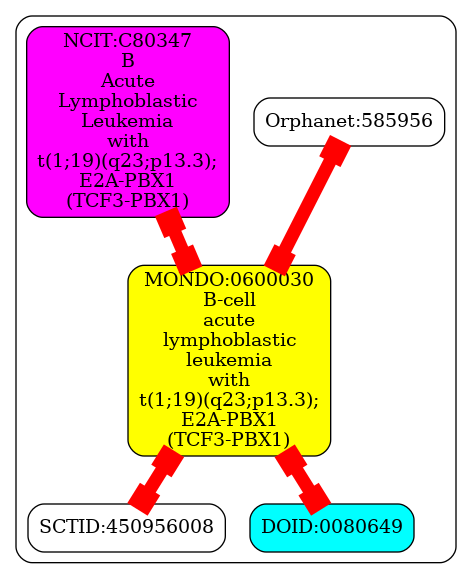 NCIT:C80347
B
Acute
Lymphoblastic
Leukemia
with
t(1;19)(q23;p13.3);
E2A-PBX1
(TCF3-PBX1)
Orphanet:585956
MONDO:0600030
B-cell
acute
lymphoblastic
leukemia
with
t(1;19)(q23;p13.3);
E2A-PBX1
(TCF3-PBX1)
SCTID:450956008
DOID:0080649